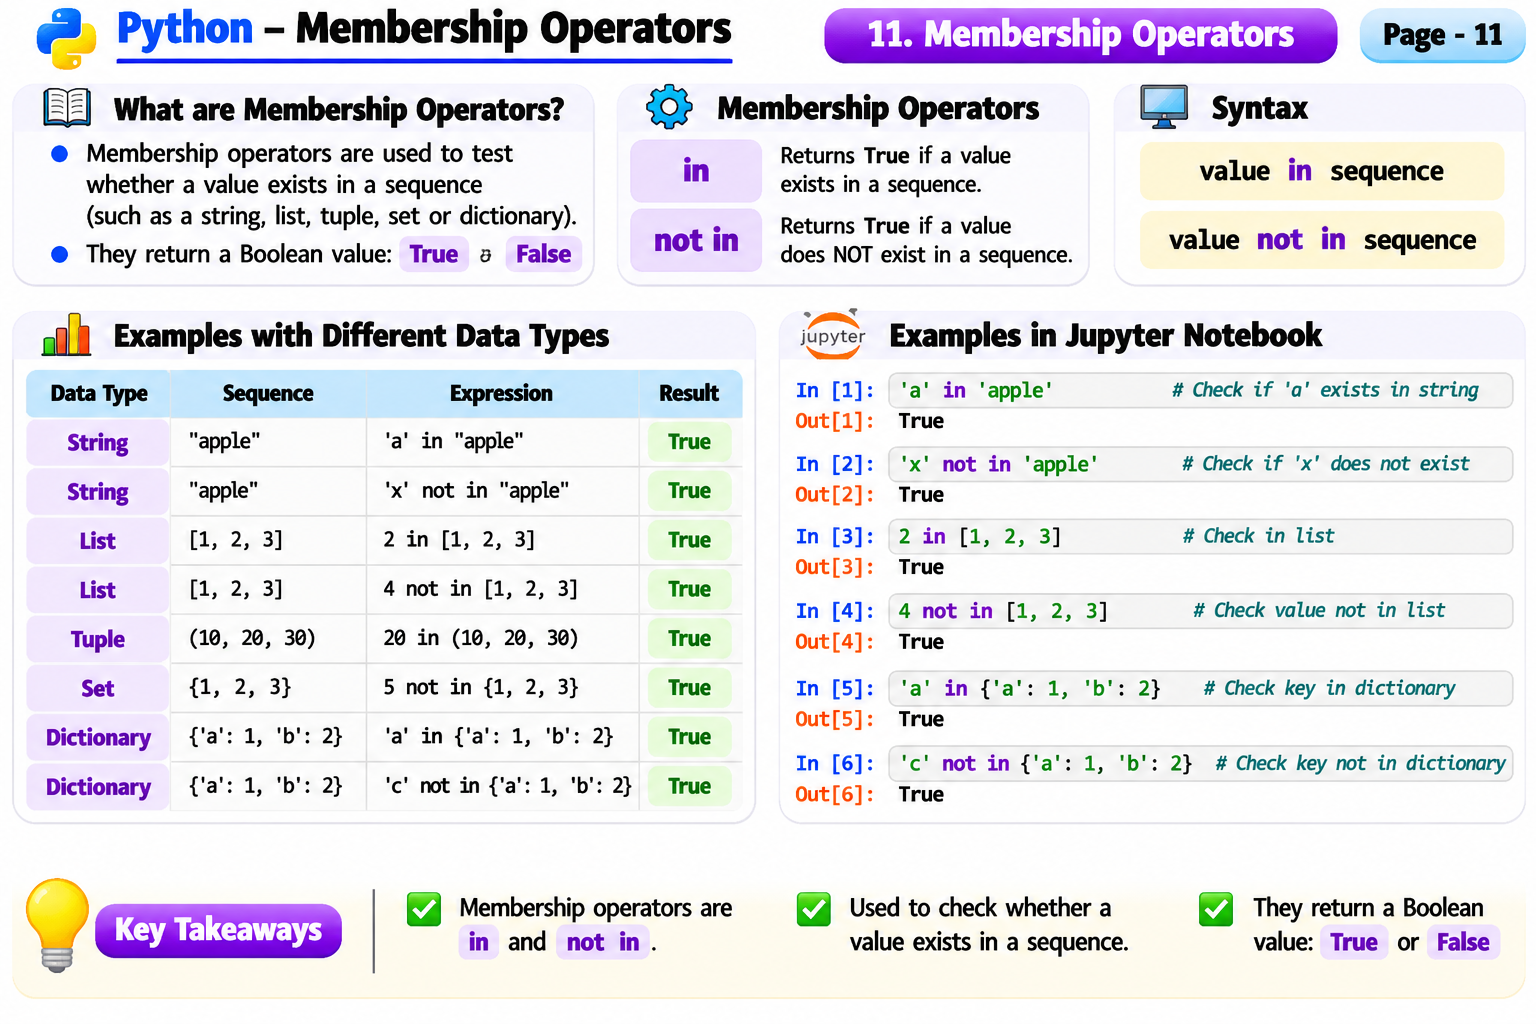 Python – Membership Operators
11. Membership Operators
Page - 11
What are Membership Operators?
Membership operators are used to test
whether a value exists in a sequence
(such as a string, list, tuple, set or dictionary).
They return a Boolean value: True False
Membership Operators
in
Returns True if a value
exists in a sequence.
not in
Returns True if a value
does NOT exist in a sequence.
Syntax
value in sequence
value not in sequence
Examples with Different Data Types
Data Type Sequence Expression Result
String "apple" 'a' in "apple" True
String "apple" 'x' not in "apple" True
List [1, 2, 3] 2 in [1, 2, 3] True
List [1, 2, 3] 4 not in [1, 2, 3] True
Tuple (10, 20, 30) 20 in (10, 20, 30) True
Set {1, 2, 3} 5 not in {1, 2, 3} True
Dictionary {'a': 1, 'b': 2} 'a' in {'a': 1, 'b': 2} True
Dictionary {'a': 1, 'b': 2} 'c' not in {'a': 1, 'b': 2} True
jupyter
Examples in Jupyter Notebook
In [1]: 'a' in 'apple' # Check if 'a' exists in string
Out[1]: True
In [2]: 'x' not in 'apple' # Check if 'x' does not exist
Out[2]: True
In [3]: 2 in [1, 2, 3] # Check in list
Out[3]: True
In [4]: 4 not in [1, 2, 3] # Check value not in list
Out[4]: True
In [5]: 'a' in {'a': 1, 'b': 2} # Check key in dictionary
Out[5]: True
In [6]: 'c' not in {'a': 1, 'b': 2} # Check key not in dictionary
Out[6]: True
Key Takeaways
Membership operators are
in and not in.
Used to check whether a
value exists in a sequence.
They return a Boolean
value: True or False